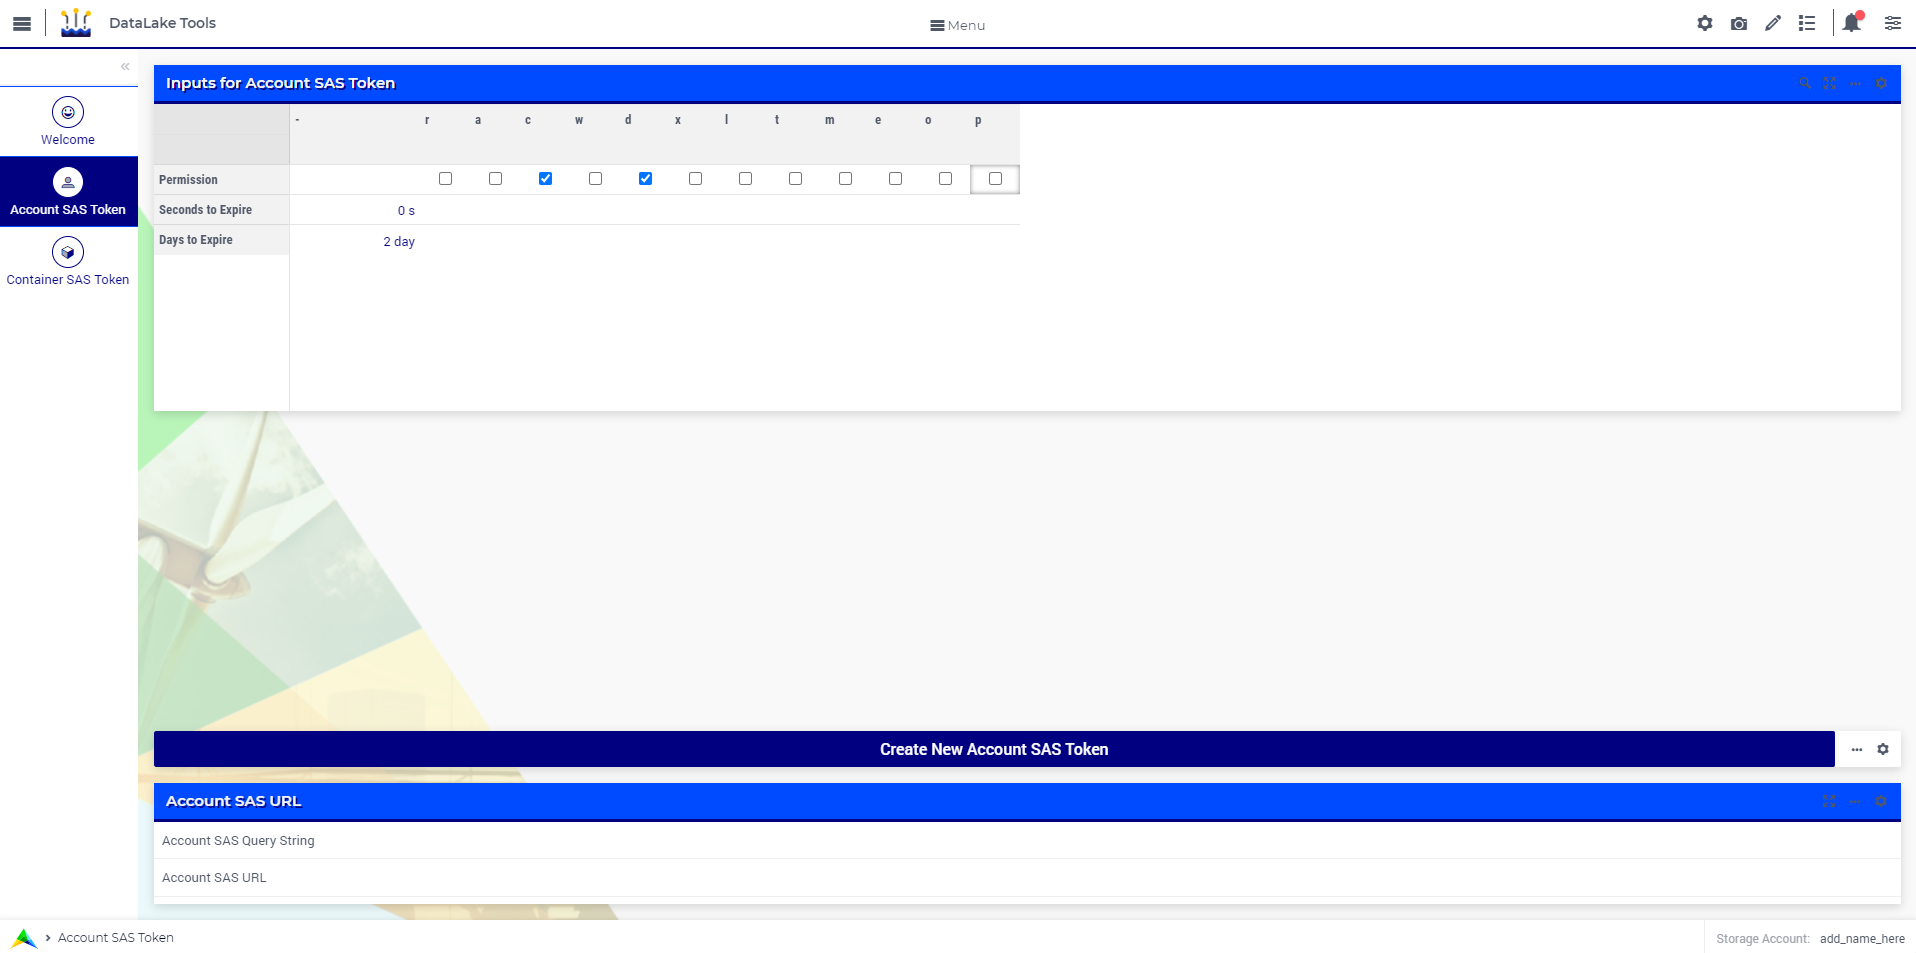 DataLake Tools
Menu
«
Welcome
Account SAS Token
Container SAS Token
Inputs for Account SAS Token
- r a c w d x l t m e o p
Permission
Seconds to Expire 0 s
Days to Expire 2 day
Create New Account SAS Token
Account SAS URL
Account SAS Query String
Account SAS URL
› Account SAS Token
Storage Account: add_name_here